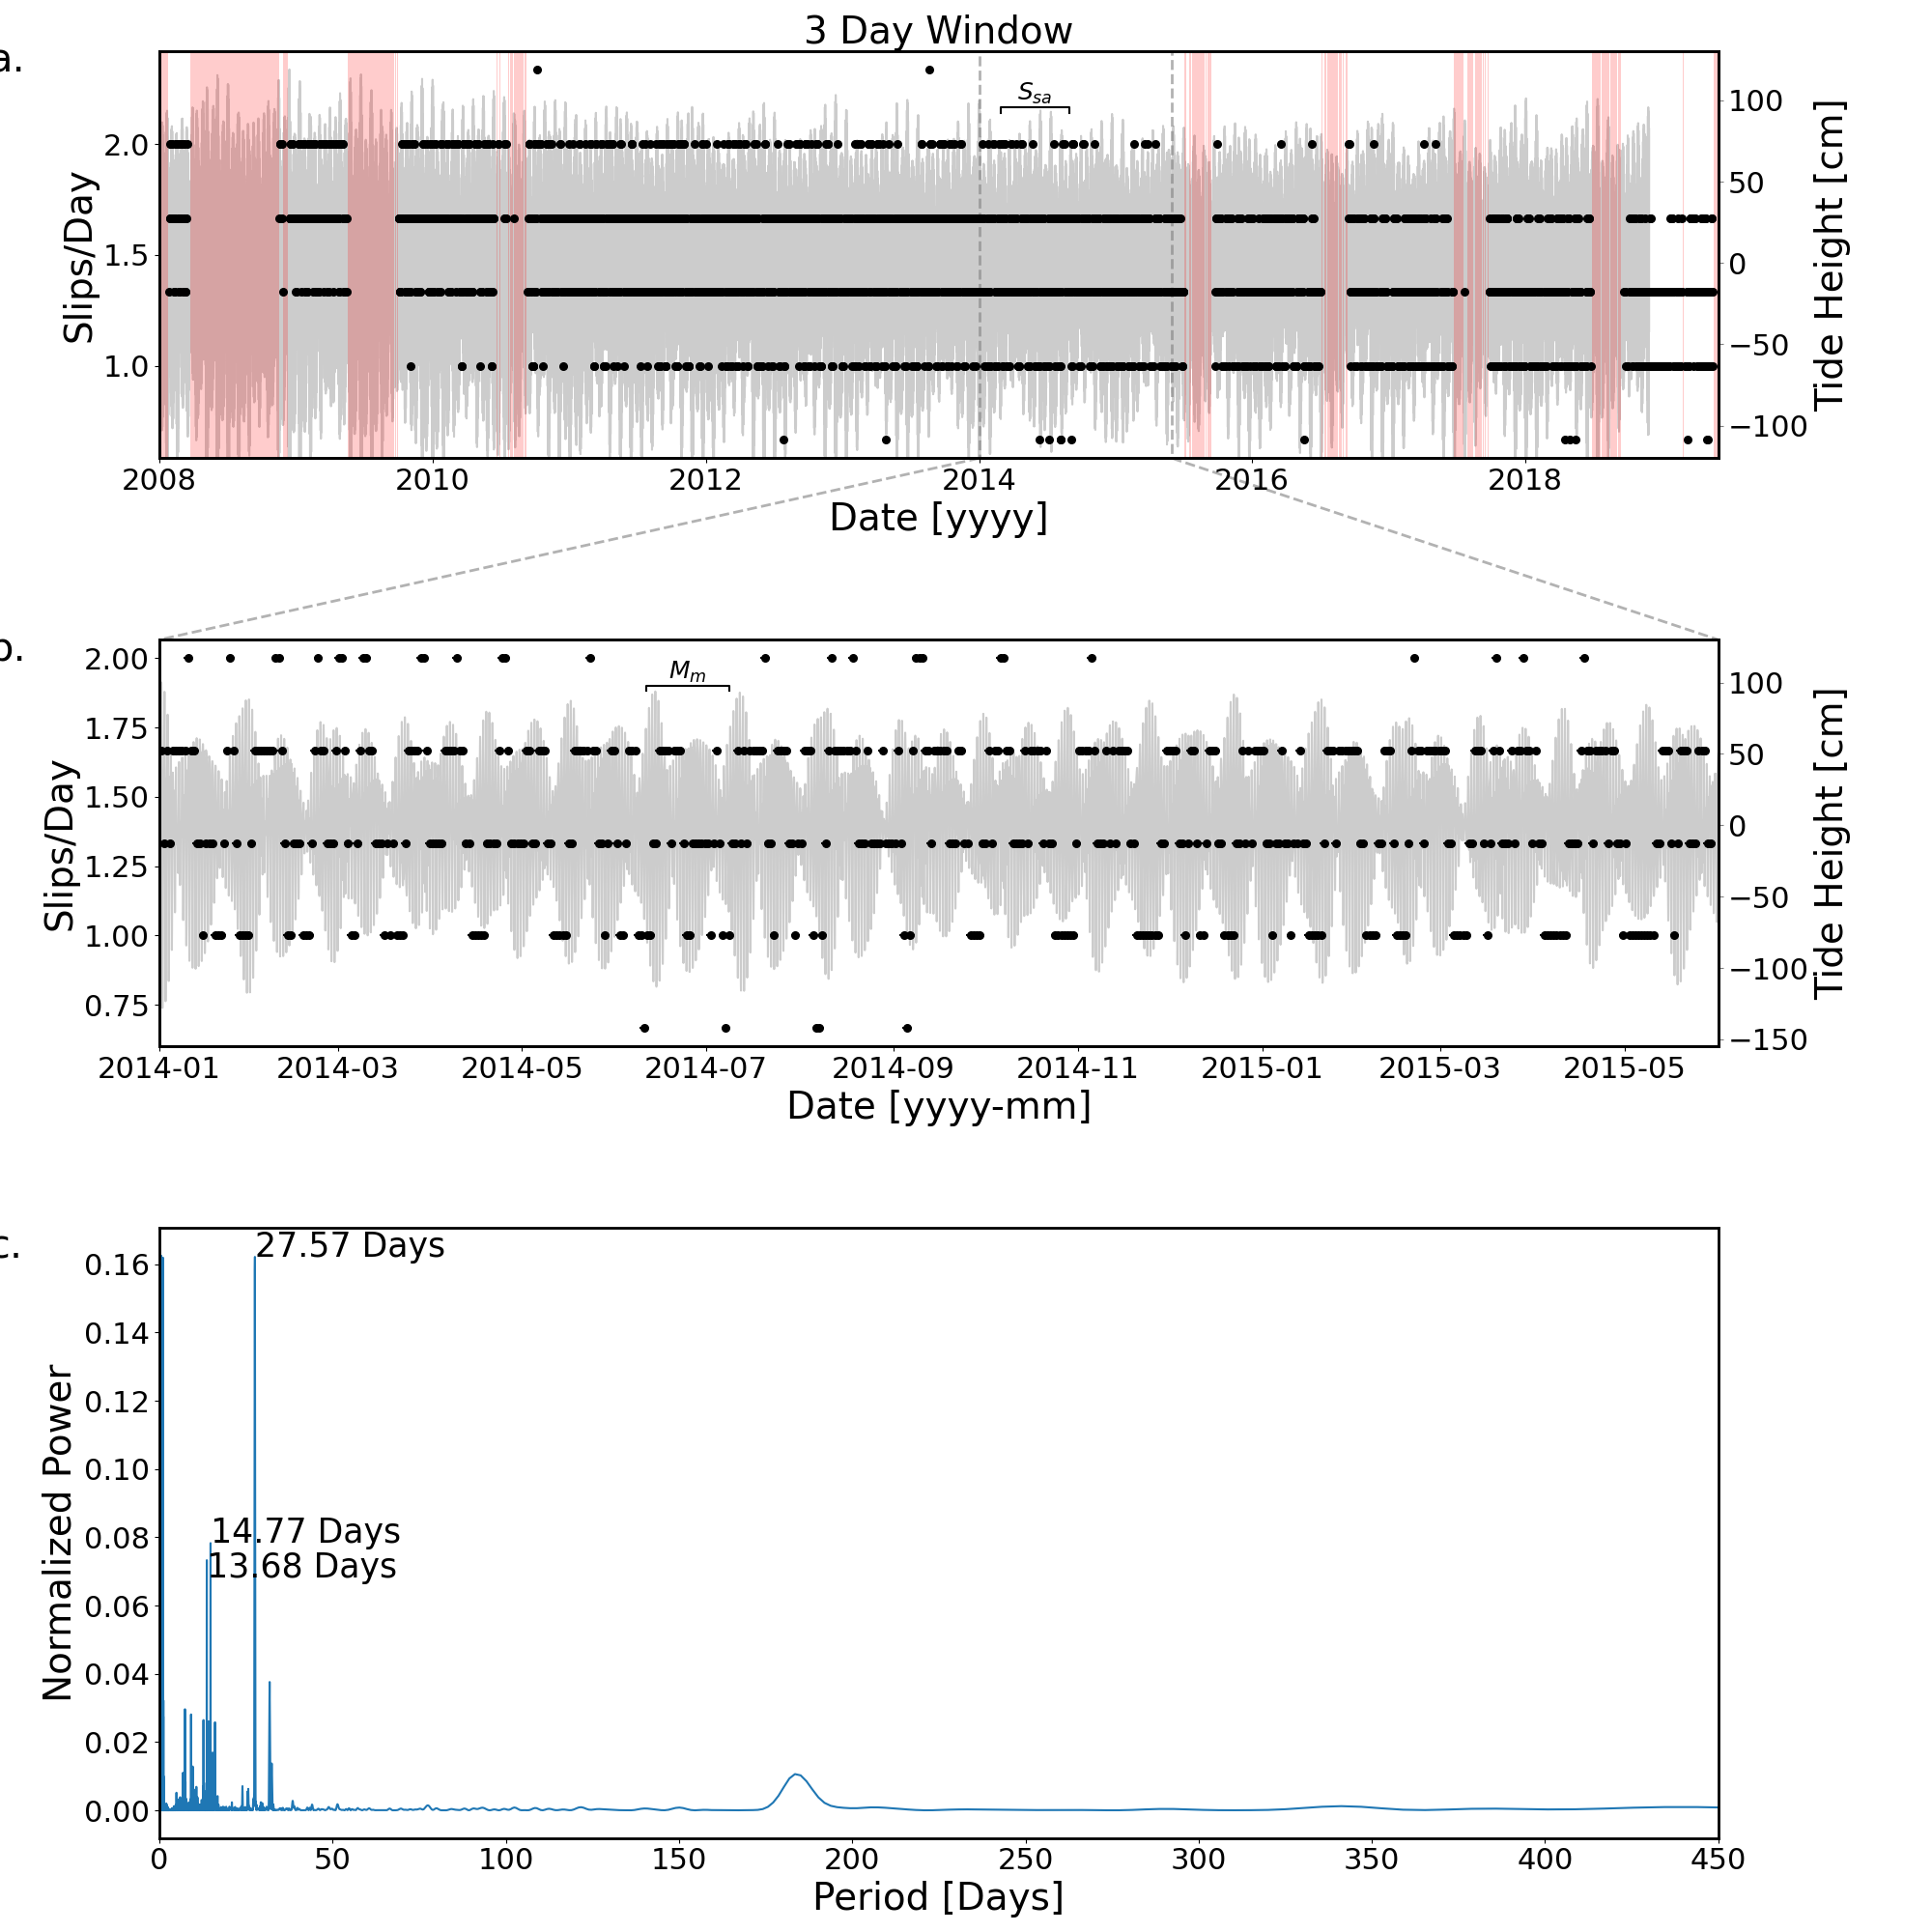 3 Day Window
a.
S_sa
2.0
1.5
1.0
Slips/Day
100
50
0
−50
−100
Tide Height [cm]
2008 2010 2012 2014 2016 2018
Date [yyyy]
b.
M_m
2.00
1.75
1.50
1.25
1.00
0.75
Slips/Day
100
50
0
−50
−100
−150
Tide Height [cm]
2014-01 2014-03 2014-05 2014-07 2014-09 2014-11 2015-01 2015-03 2015-05
Date [yyyy-mm]
c.
27.57 Days
14.77 Days
13.68 Days
0.16
0.14
0.12
0.10
0.08
0.06
0.04
0.02
0.00
Normalized Power
0 50 100 150 200 250 300 350 400 450
Period [Days]